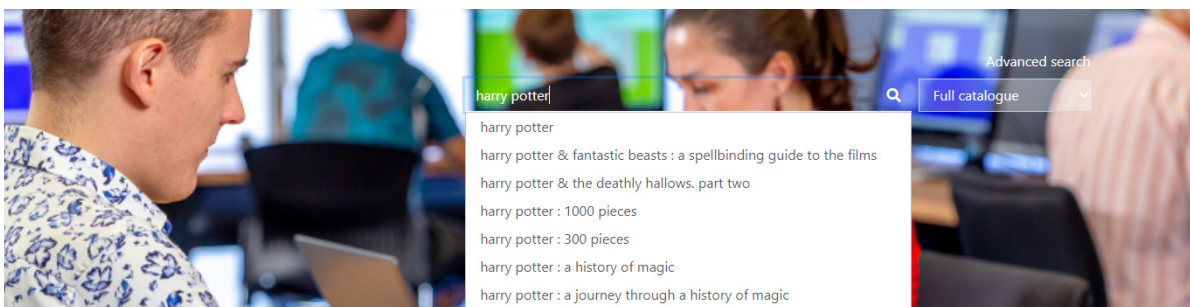 Advanced search
harry potter
Full catalogue
harry potter
harry potter & fantastic beasts : a spellbinding guide to the films
harry potter & the deathly hallows. part two
harry potter : 1000 pieces
harry potter : 300 pieces
harry potter : a history of magic
harry potter : a journey through a history of magic